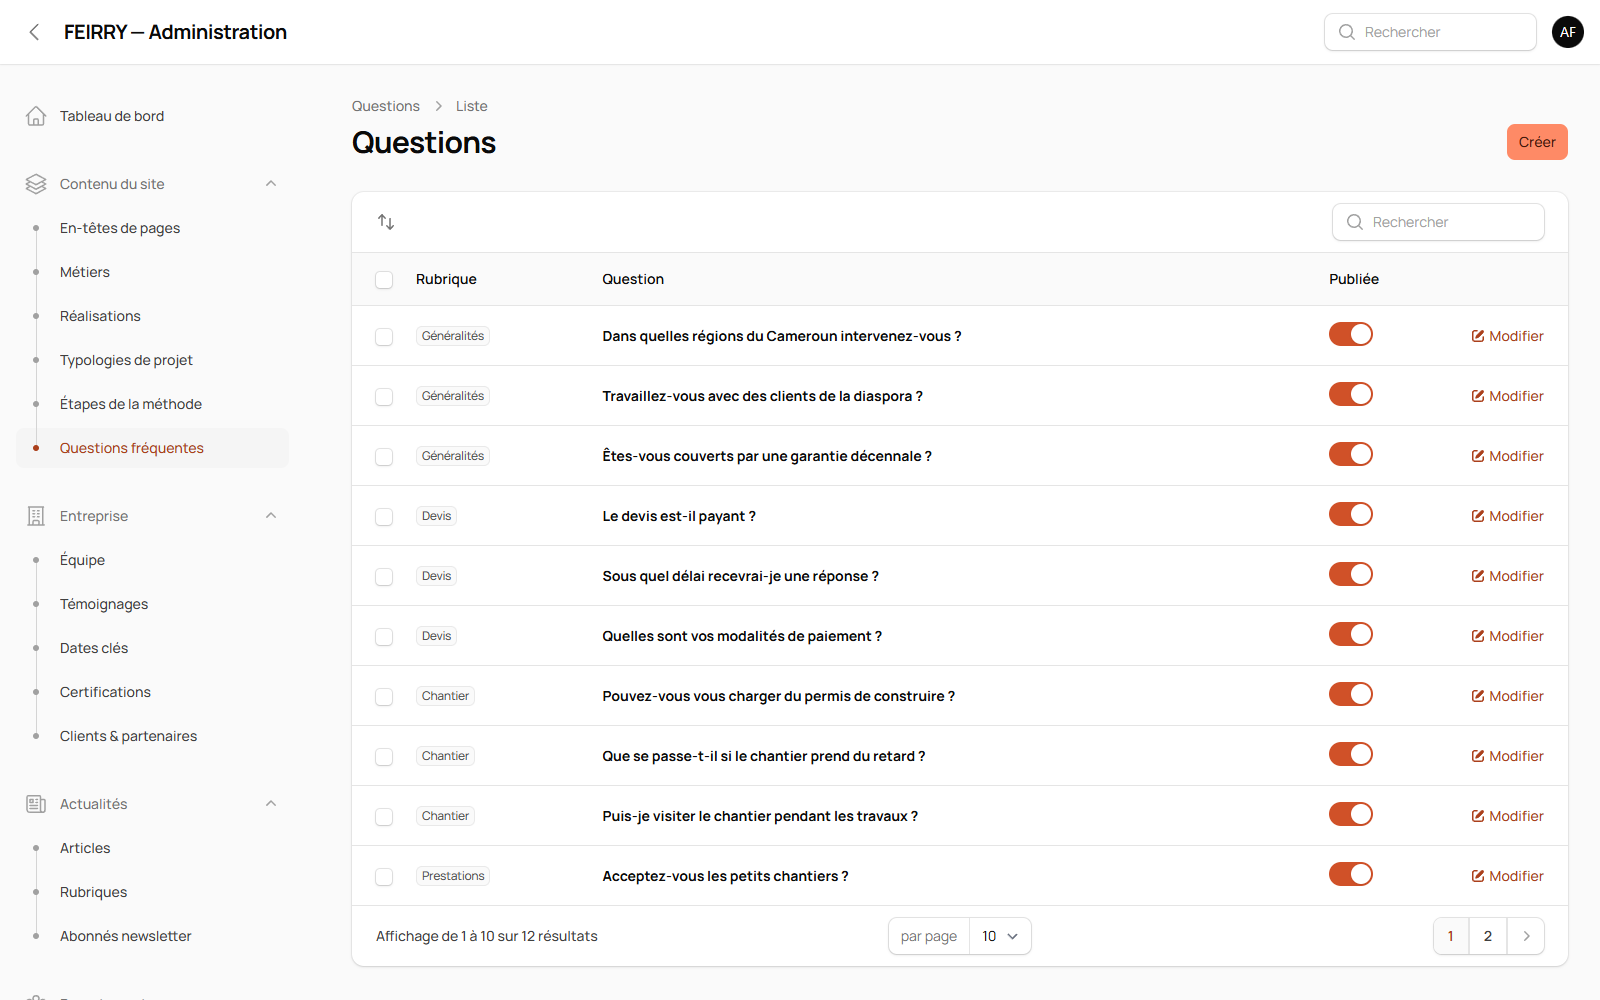 FEIRRY — Administration
Rechercher
AF
Tableau de bord
Contenu du site
En-têtes de pages
Métiers
Réalisations
Typologies de projet
Étapes de la méthode
Questions fréquentes
Entreprise
Équipe
Témoignages
Dates clés
Certifications
Clients & partenaires
Actualités
Articles
Rubriques
Abonnés newsletter
Questions > Liste
Questions
Créer
Rechercher
Rubrique Question Publiée
Généralités Dans quelles régions du Cameroun intervenez-vous ? Modifier
Généralités Travaillez-vous avec des clients de la diaspora ? Modifier
Généralités Êtes-vous couverts par une garantie décennale ? Modifier
Devis Le devis est-il payant ? Modifier
Devis Sous quel délai recevrai-je une réponse ? Modifier
Devis Quelles sont vos modalités de paiement ? Modifier
Chantier Pouvez-vous vous charger du permis de construire ? Modifier
Chantier Que se passe-t-il si le chantier prend du retard ? Modifier
Chantier Puis-je visiter le chantier pendant les travaux ? Modifier
Prestations Acceptez-vous les petits chantiers ? Modifier
Affichage de 1 à 10 sur 12 résultats par page 10 1 2